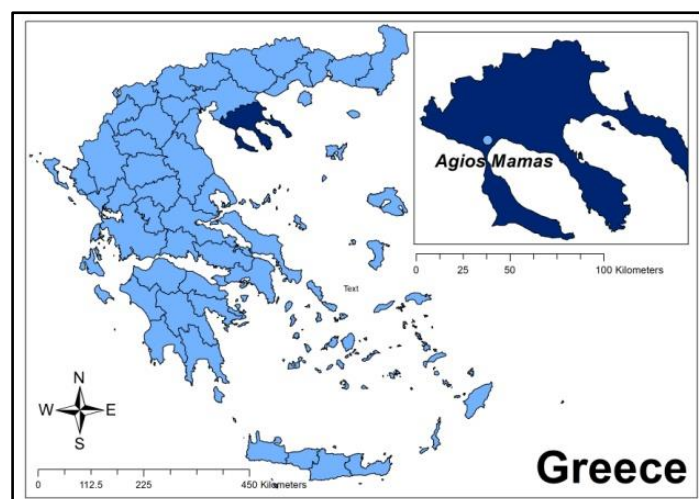 Agios Mamas
0 25 50 100 Kilometers
Text
N
W E
S
0 112.5 225 450 Kilometers
Greece